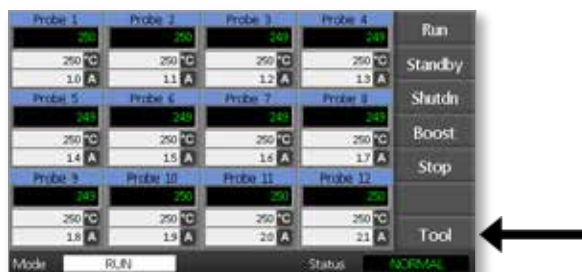 Probe 1 Probe 2 Probe 3 Probe 4 Run
250 250 249 249
250 °C 250 °C 250 °C 250 °C Standby
1.0 A 1.1 A 1.2 A 1.3 A
Probe 5 Probe 6 Probe 7 Probe 8 Shutdn
249 249 249 249
250 °C 250 °C 250 °C 250 °C Boost
1.4 A 1.5 A 1.6 A 1.7 A Stop
Probe 9 Probe 10 Probe 11 Probe 12
249 250 250 250
250 °C 250 °C 250 °C 250 °C
1.8 A 1.9 A 2.0 A 2.1 A Tool
Mode RUN Status NORMAL